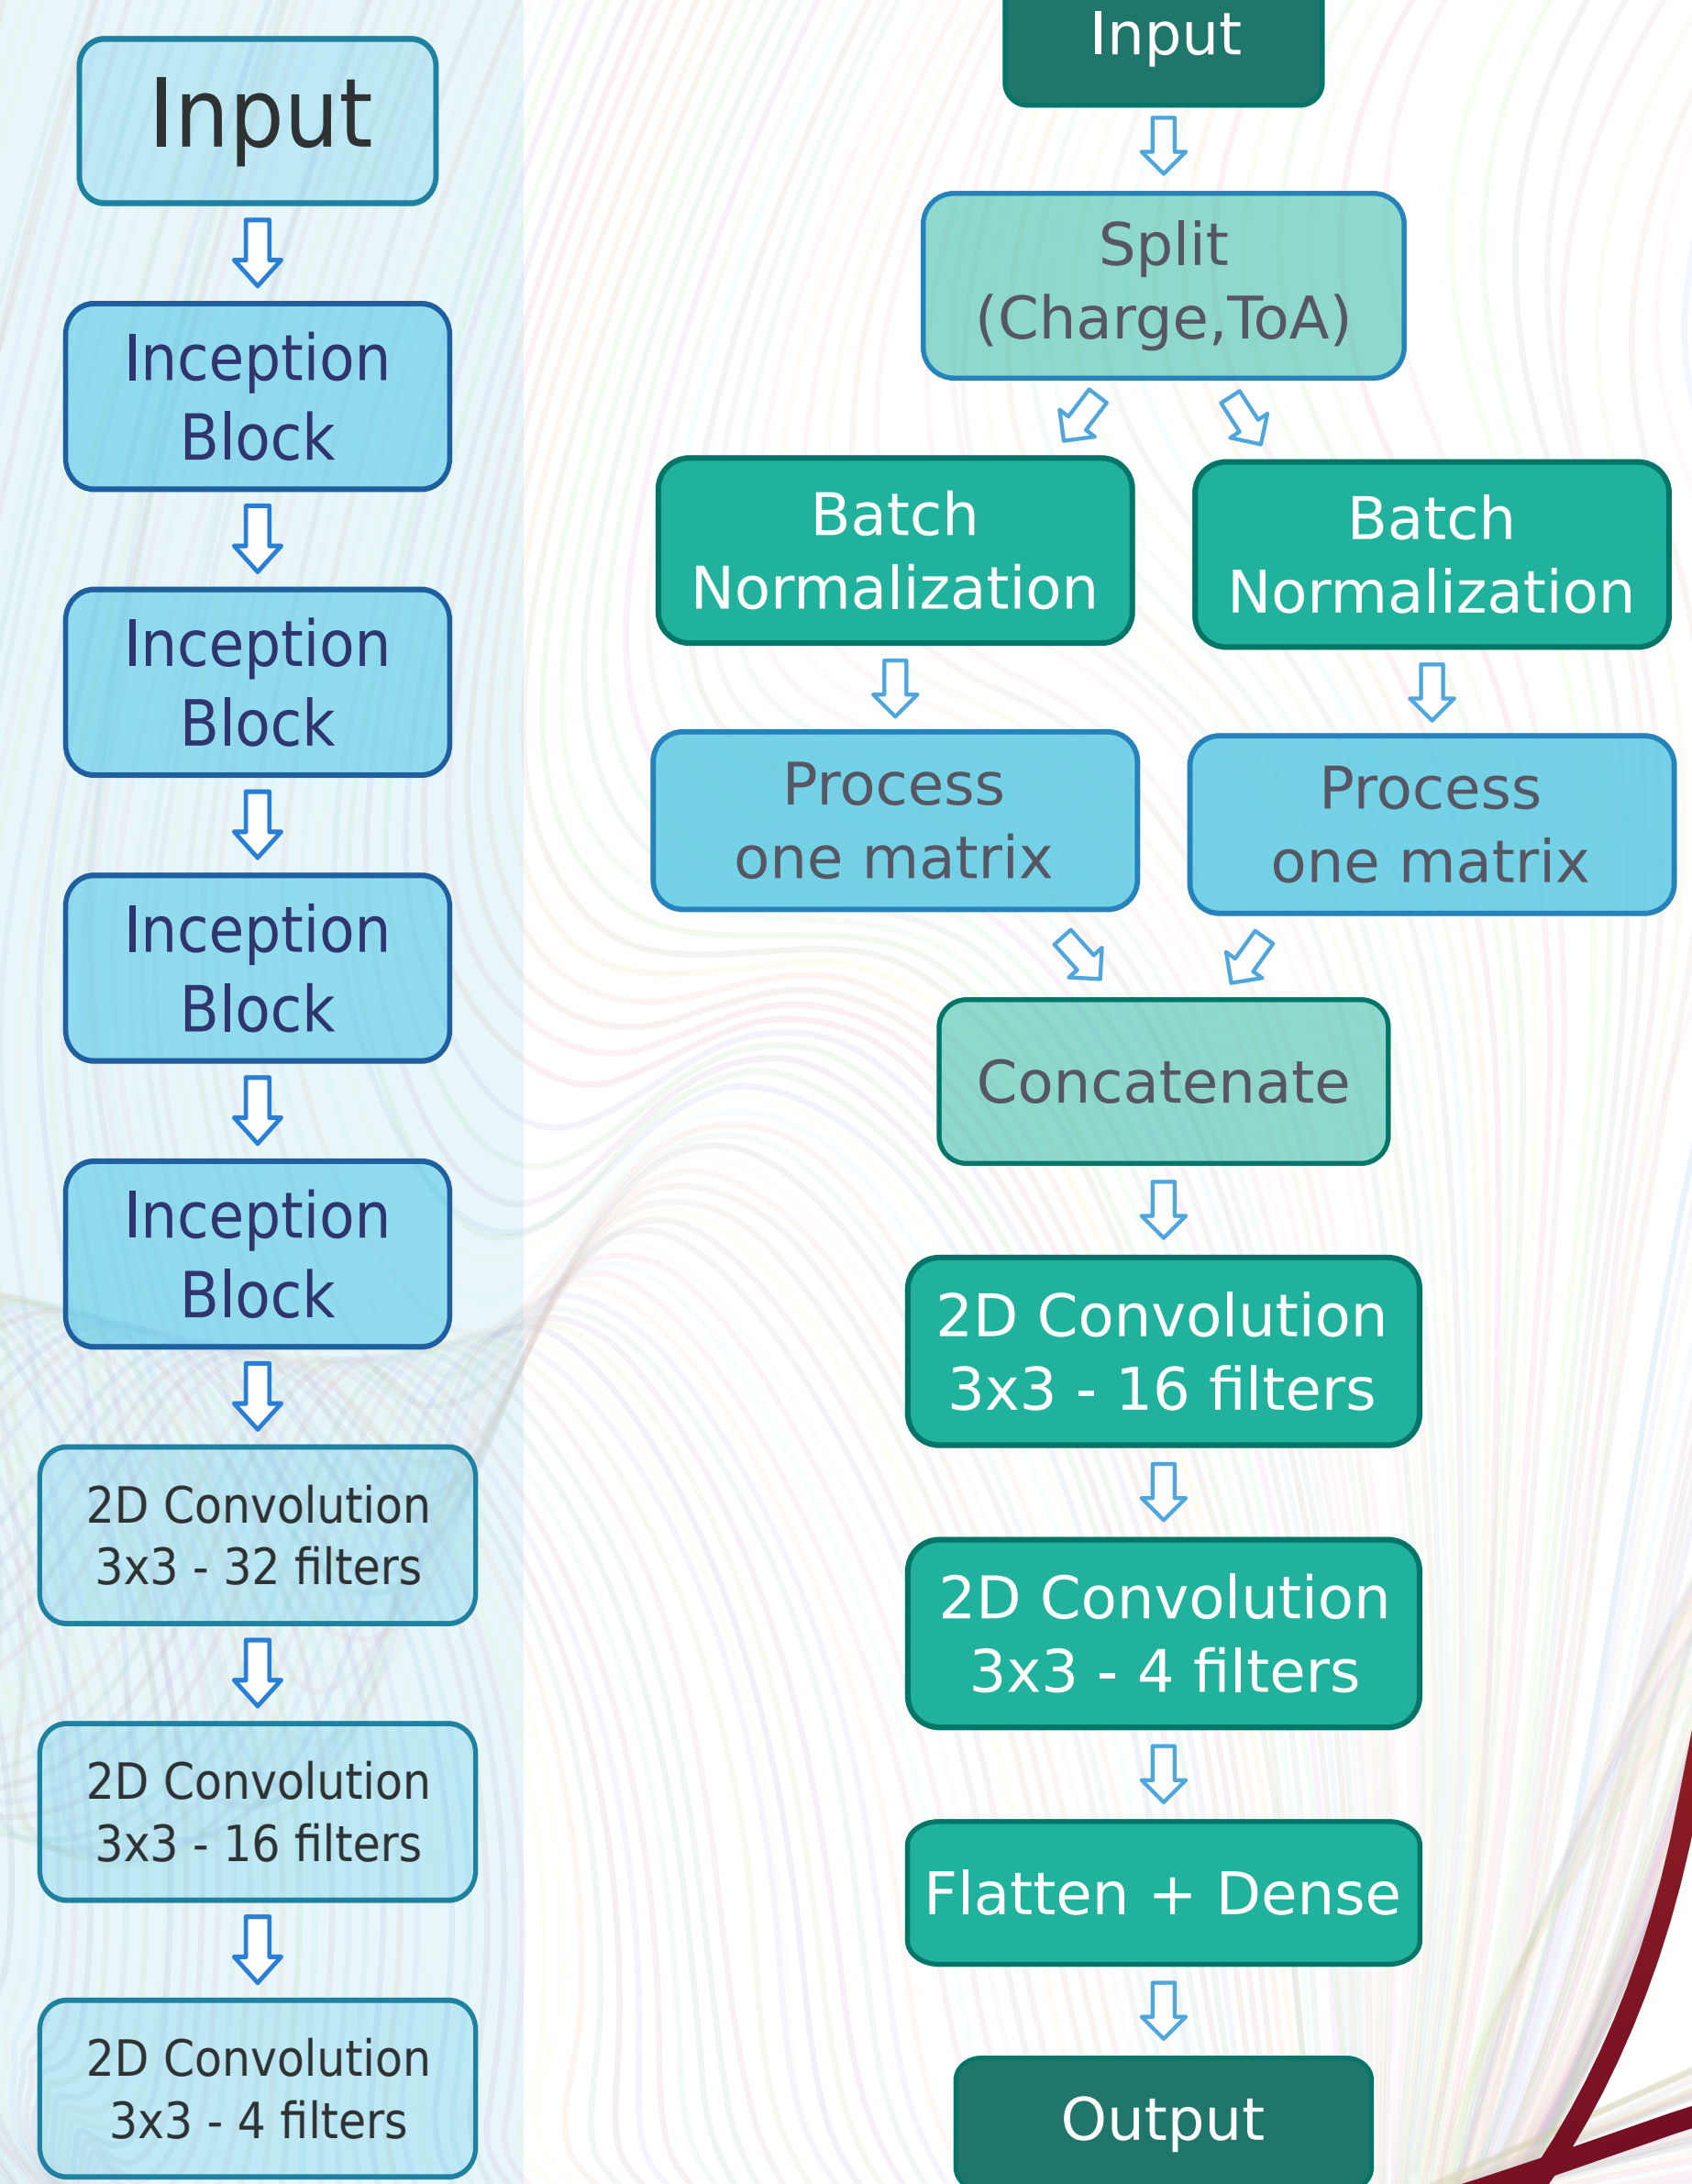 Input
Inception
Block
Inception
Block
Inception
Block
Inception
Block
2D Convolution
3x3 - 32 filters
2D Convolution
3x3 - 16 filters
2D Convolution
3x3 - 4 filters
Input
Split
(Charge,ToA)
Batch
Normalization
Batch
Normalization
Process
one matrix
Process
one matrix
Concatenate
2D Convolution
3x3 - 16 filters
2D Convolution
3x3 - 4 filters
Flatten + Dense
Output